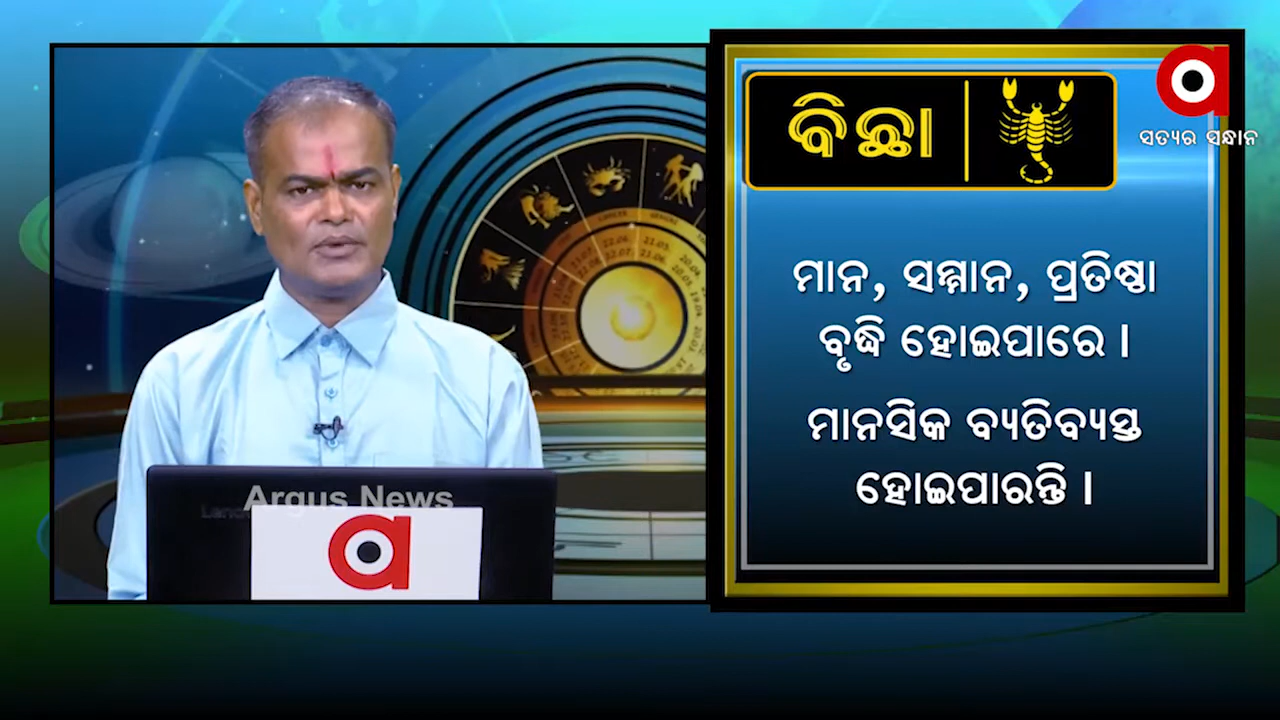 ବିଛା
ସତ୍ୟର ସନ୍ଧାନ
ମାନ, ସମ୍ମାନ, ପ୍ରତିଷ୍ଠା
ବୃଦ୍ଧି ହୋଇପାରେ ।
ମାନସିକ ବ୍ୟତିବ୍ୟସ୍ତ
ହୋଇପାରନ୍ତି ।
Argus News